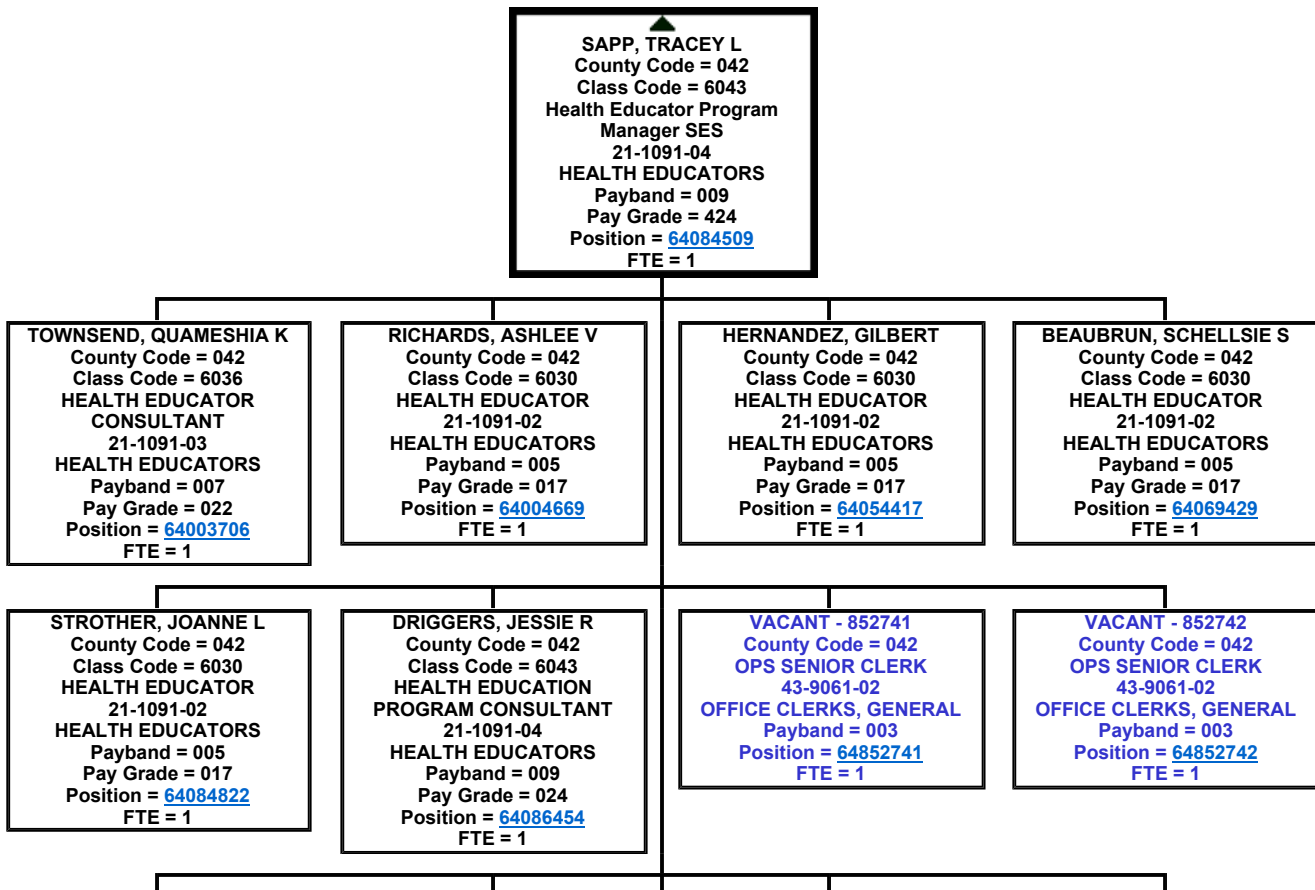 SAPP, TRACEY L
County Code = 042
Class Code = 6043
Health Educator Program
Manager SES
21-1091-04
HEALTH EDUCATORS
Payband = 009
Pay Grade = 424
Position = 64084509
FTE = 1
TOWNSEND, QUAMESHIA K
County Code = 042
Class Code = 6036
HEALTH EDUCATOR
CONSULTANT
21-1091-03
HEALTH EDUCATORS
Payband = 007
Pay Grade = 022
Position = 64003706
FTE = 1
RICHARDS, ASHLEE V
County Code = 042
Class Code = 6030
HEALTH EDUCATOR
21-1091-02
HEALTH EDUCATORS
Payband = 005
Pay Grade = 017
Position = 64004669
FTE = 1
HERNANDEZ, GILBERT
County Code = 042
Class Code = 6030
HEALTH EDUCATOR
21-1091-02
HEALTH EDUCATORS
Payband = 005
Pay Grade = 017
Position = 64054417
FTE = 1
BEAUBRUN, SCHELLSIE S
County Code = 042
Class Code = 6030
HEALTH EDUCATOR
21-1091-02
HEALTH EDUCATORS
Payband = 005
Pay Grade = 017
Position = 64069429
FTE = 1
STROTHER, JOANNE L
County Code = 042
Class Code = 6030
HEALTH EDUCATOR
21-1091-02
HEALTH EDUCATORS
Payband = 005
Pay Grade = 017
Position = 64084822
FTE = 1
DRIGGERS, JESSIE R
County Code = 042
Class Code = 6043
HEALTH EDUCATION
PROGRAM CONSULTANT
21-1091-04
HEALTH EDUCATORS
Payband = 009
Pay Grade = 024
Position = 64086454
FTE = 1
VACANT - 852741
County Code = 042
OPS SENIOR CLERK
43-9061-02
OFFICE CLERKS, GENERAL
Payband = 003
Position = 64852741
FTE = 1
VACANT - 852742
County Code = 042
OPS SENIOR CLERK
43-9061-02
OFFICE CLERKS, GENERAL
Payband = 003
Position = 64852742
FTE = 1